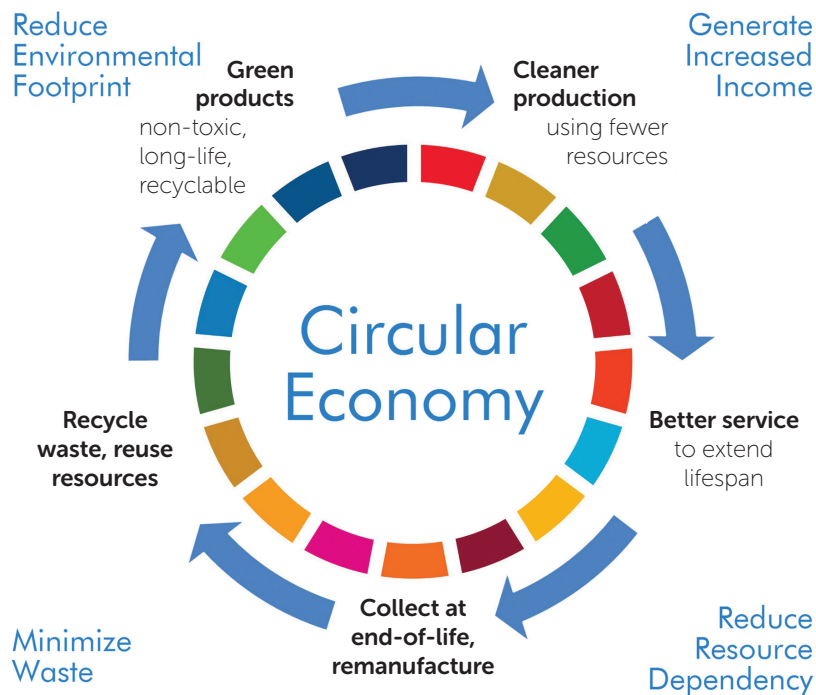 Reduce
Environmental
Footprint
Generate
Increased
Income
Green
products
non-toxic,
long-life,
recyclable
Cleaner
production
using fewer
resources
Circular
Economy
Recycle
waste, reuse
resources
Better service
to extend
lifespan
Collect at
end-of-life,
remanufacture
Minimize
Waste
Reduce
Resource
Dependency